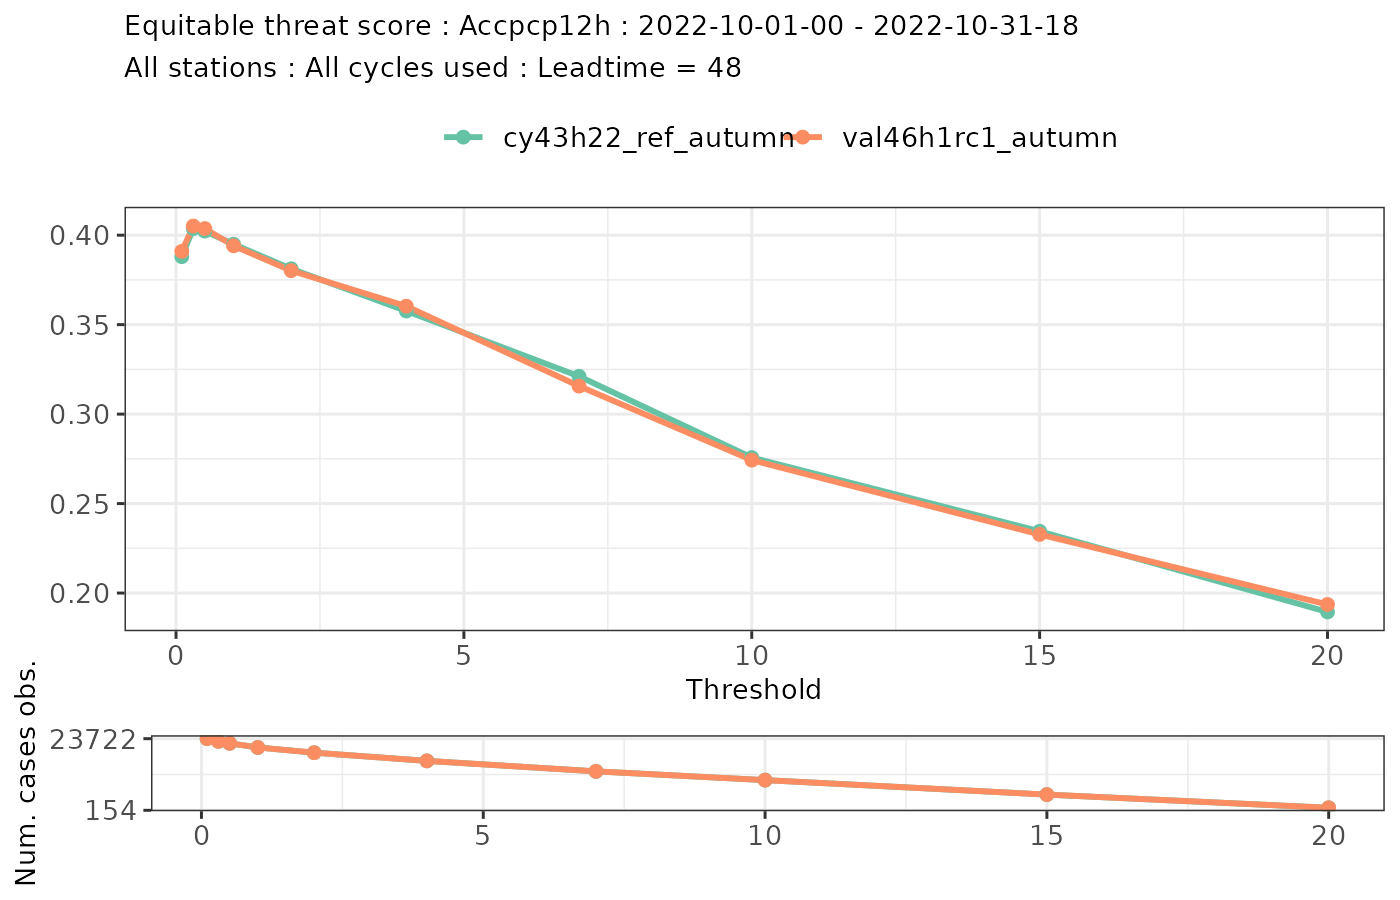 Equitable threat score : Accpcp12h : 2022-10-01-00 - 2022-10-31-18
All stations : All cycles used : Leadtime = 48
cy43h22_ref_autumn val46h1rc1_autumn
0.40
0.35
0.30
0.25
0.20
0 5 10 15 20
Threshold
Num. cases obs.
23722
154
0 5 10 15 20